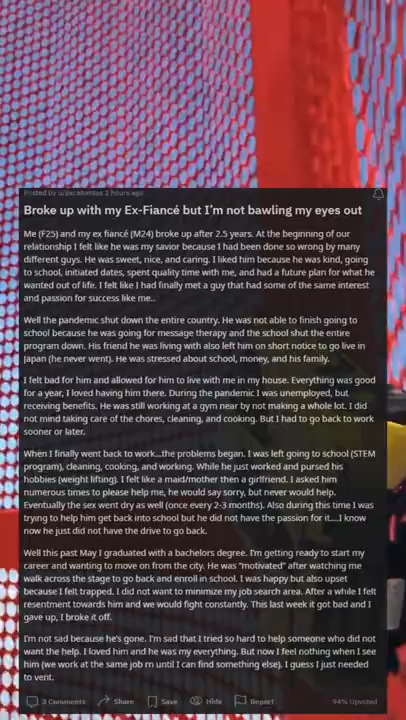 Posted by u/pxcahontas 2 hours ago
Broke up with my Ex-Fiancé but I'm not bawling my eyes out
Me (F25) and my ex fiancé (M24) broke up after 2.5 years. At the beginning of our
relationship I felt like he was my savior because I had been done so wrong by many
different guys. He was sweet, nice, and caring. I liked him because he was kind, going
to school, initiated dates, spent quality time with me, and had a future plan for what he
wanted out of life. I felt like I had finally met a guy that had some of the same interest
and passion for success like me..
Well the pandemic shut down the entire country. He was not able to finish going to
school because he was going for message therapy and the school shut the entire
program down. His friend he was living with also left him on short notice to go live in
Japan (he never went). He was stressed about school, money, and his family.
I felt bad for him and allowed for him to live with me in my house. Everything was good
for a year, I loved having him there. During the pandemic I was unemployed, but
receiving benefits. He was still working at a gym near by not making a whole lot. I did
not mind taking care of the chores, cleaning, and cooking. But I had to go back to work
sooner or later.
When I finally went back to work...the problems began. I was left going to school (STEM
program), cleaning, cooking, and working. While he just worked and pursed his
hobbies (weight lifting). I felt like a maid/mother then a girlfriend. I asked him
numerous times to please help me, he would say sorry, but never would help.
Eventually the sex went dry as well (once every 2-3 months). Also during this time I was
trying to help him get back into school but he did not have the passion for it....I know
now he just did not have the drive to go back.
Well this past May I graduated with a bachelors degree. I'm getting ready to start my
career and wanting to move on from the city. He was "motivated" after watching me
walk across the stage to go back and enroll in school. I was happy but also upset
because I felt trapped. I did not want to minimize my job search area. After a while I felt
resentment towards him and we would fight constantly. This last week it got bad and I
gave up, I broke it off.
I'm not sad because he's gone. I'm sad that I tried so hard to help someone who did not
want the help. I loved him and he was my everything. But now I feel nothing when I see
him (we work at the same job rn until I can find something else). I guess I just needed
to vent.
3 Comments Share Save Hide Report 94% Upvoted